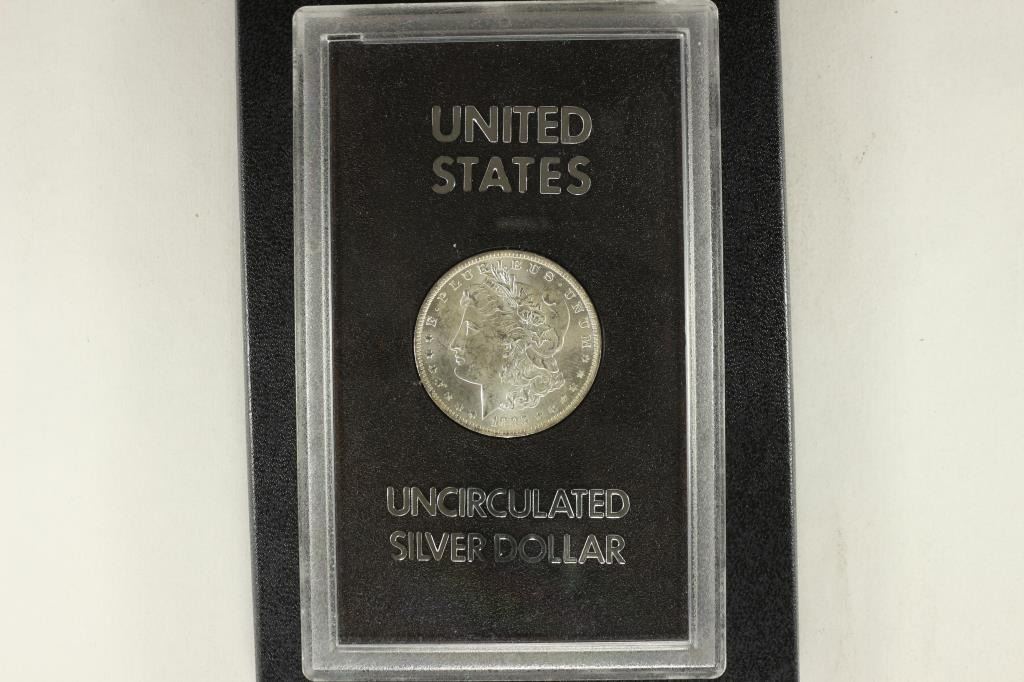 UNITED
STATES
E · PLURIBUS · UNUM
UNCIRCULATED
SILVER DOLLAR